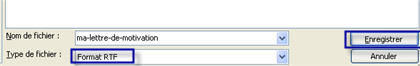 Nom de fichier : ma-lettre-de-motivation Enregistrer
Type de fichier : Format RTF Annuler